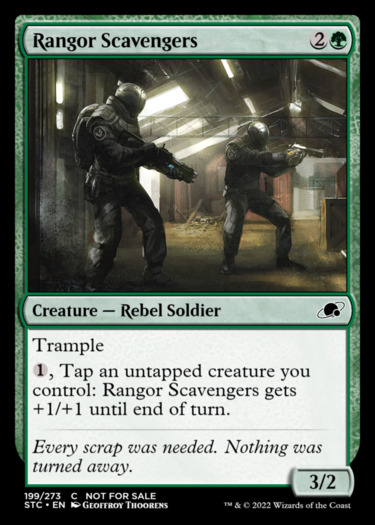 Rangor Scavengers 2
Creature — Rebel Soldier
Trample
1, Tap an untapped creature you
control: Rangor Scavengers gets
+1/+1 until end of turn.
Every scrap was needed. Nothing was
turned away.
3/2
199/273 C NOT FOR SALE
STC • EN Geoffroy Thoorens
™ & © 2022 Wizards of the Coast